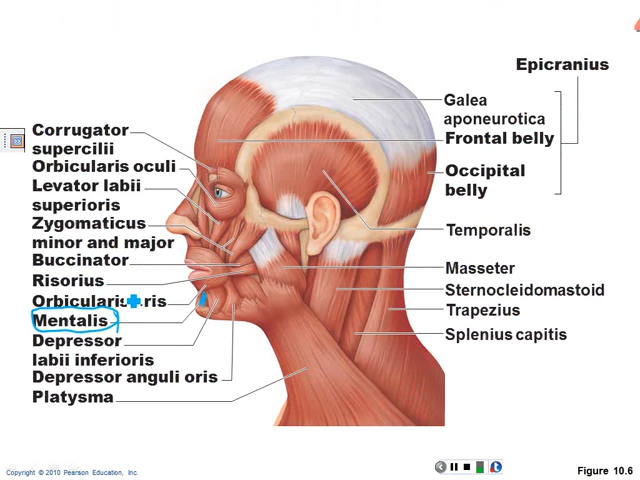 Epicranius
Galea
aponeurotica
Frontal belly
Occipital
belly
Temporalis
Masseter
Sternocleidomastoid
Trapezius
Splenius capitis
Corrugator
supercilii
Orbicularis oculi
Levator labii
superioris
Zygomaticus
minor and major
Buccinator
Risorius
Orbicularis ris
Mentalis
Depressor
labii inferioris
Depressor anguli oris
Platysma
Copyright © 2010 Pearson Education, Inc.
Figure 10.6